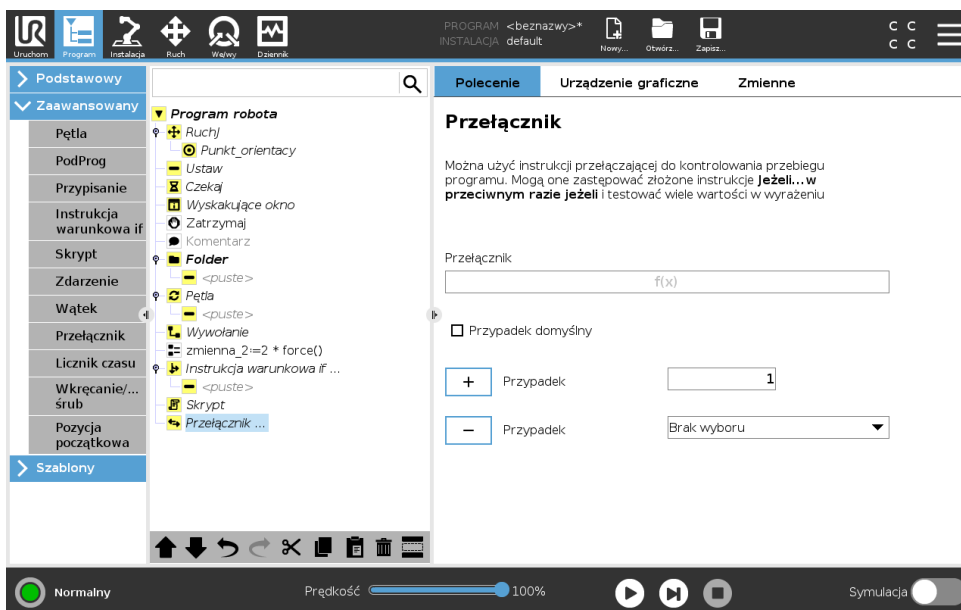 UR
PROGRAM <beznazwy>*
INSTALACJA default
C C
C C
Uruchom Program Instalacja Ruch We/wy Dziennik Nowy... Otwórz... Zapisz...
Podstawowy
Zaawansowany
Pętla
PodProg
Przypisanie
Instrukcja
warunkowa if
Skrypt
Zdarzenie
Wątek
Przełącznik
Licznik czasu
Wkręcanie/...
śrub
Pozycja
początkowa
Szablony
Program robota
RuchJ
Punkt_orientacy
Ustaw
Czekaj
Wyskakujące okno
Zatrzymaj
Komentarz
Folder
<puste>
Pętla
<puste>
Wywołanie
zmienna_2:=2 * force()
Instrukcja warunkowa if ...
<puste>
Skrypt
Przełącznik ...
Polecenie Urządzenie graficzne Zmienne
Przełącznik
Można użyć instrukcji przełączającej do kontrolowania przebiegu
programu. Mogą one zastępować złożone instrukcje Jeżeli...w
przeciwnym razie jeżeli i testować wiele wartości w wyrażeniu
Przełącznik
f(x)
Przypadek domyślny
+ Przypadek 1
− Przypadek Brak wyboru
Normalny Prędkość 100% Symulacja